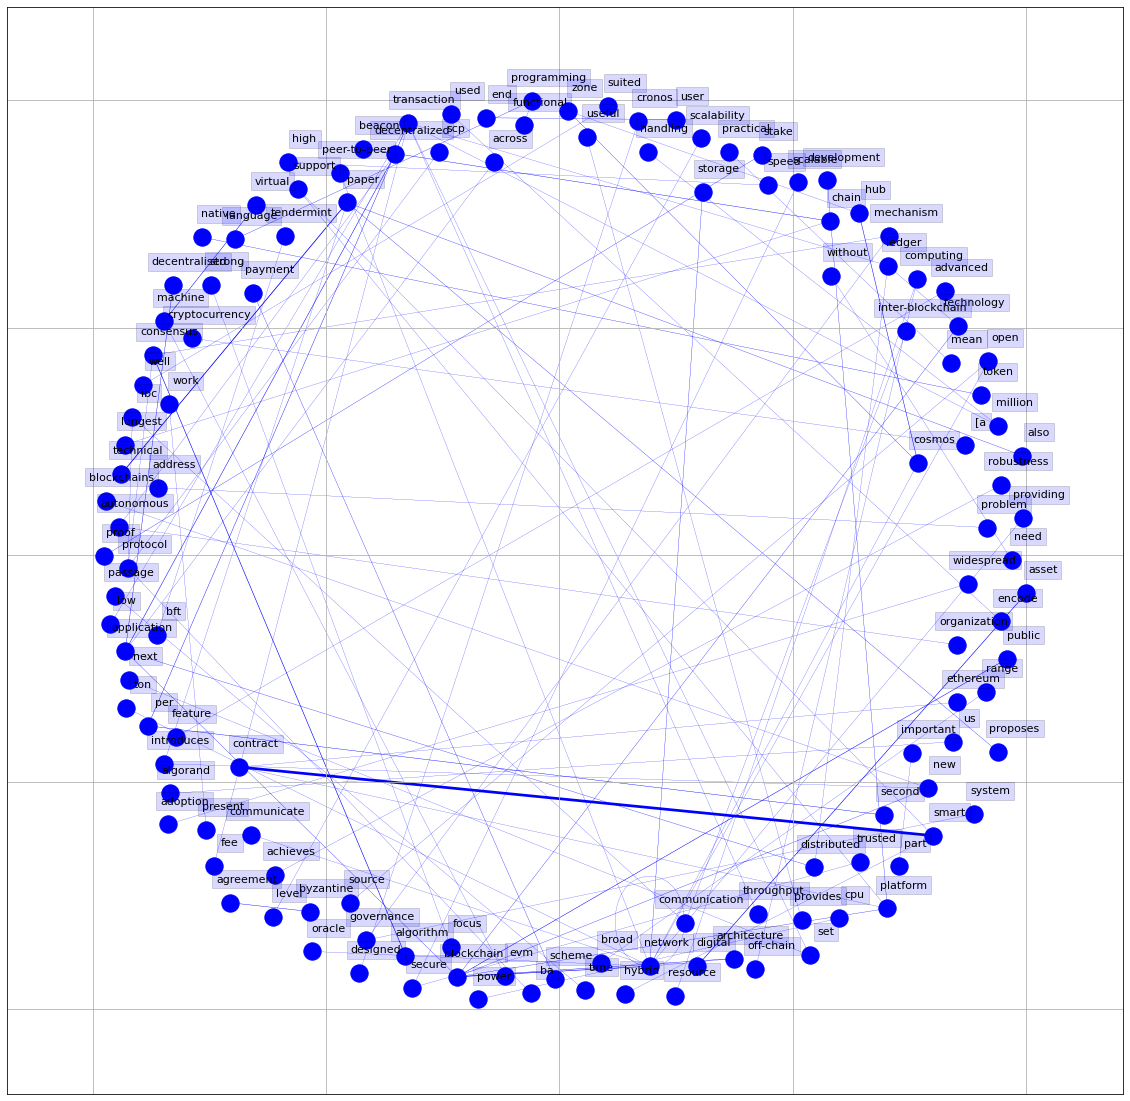 programming
used
end
zone
suited
transaction
functional
useful
cronos
user
beacon
decentralized
scp
handling
scalability
high
peer-to-peer
across
practical
stake
support
paper
storage
speed
scalable
development
virtual
chain
hub
native
language
tendermint
mechanism
without
ledger
decentralised
strong
payment
computing
advanced
machine
cryptocurrency
inter-blockchain
technology
consensus
mean
open
well
work
token
ibc
million
largest
[a
cosmos
also
technical
address
robustness
blockchains
autonomous
problem
providing
proof
protocol
need
passage
widespread
asset
low
bft
encode
application
organization
public
next
range
ton
ethereum
per
feature
us
introduces
contract
important
proposes
algorand
new
adoption
present
communicate
second
smart
system
fee
achieves
distributed
trusted
part
agreement
level
byzantine
source
throughput
provides
cpu
platform
oracle
governance
algorithm
focus
communication
set
designed
secure
blockchain
evm
scheme
broad
network
digital
architecture
off-chain
power
ba
time
hybrid
resource